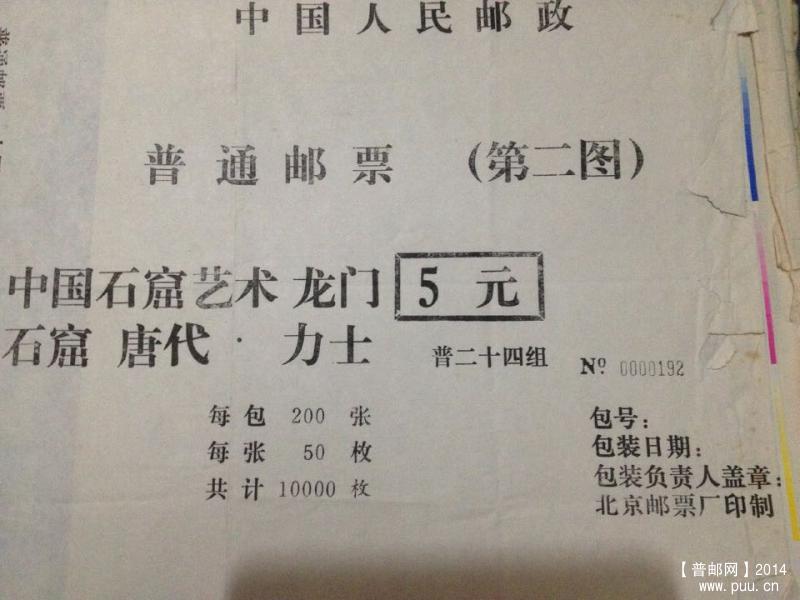 中国人民邮政
普通邮票 (第二图)
中国石窟艺术 龙门 5 元
石窟 唐代 · 力士 普二十四组 Nº 0000192
每包 200 张
每张 50 枚
共计 10000 枚
包号：
包装日期：
包装负责人盖章：
北京邮票厂印制
【普邮网】2014
www.puu.cn